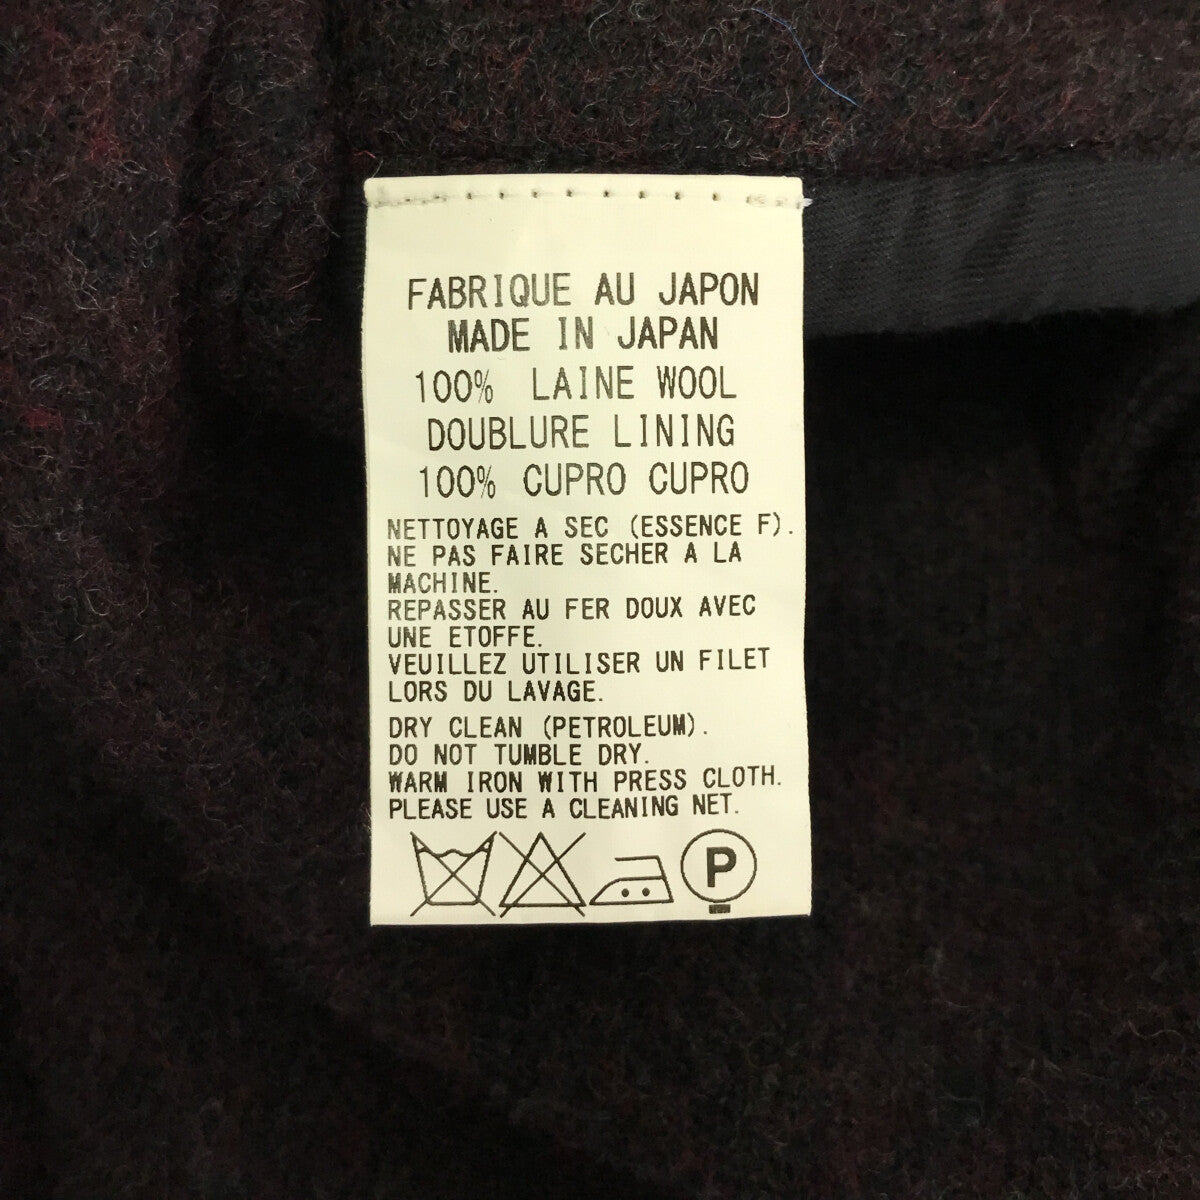 FABRIQUE AU JAPON
MADE IN JAPAN
100% LAINE WOOL
DOUBLURE LINING
100% CUPRO CUPRO
NETTOYAGE A SEC (ESSENCE F).
NE PAS FAIRE SECHER A LA
MACHINE.
REPASSER AU FER DOUX AVEC
UNE ETOFFE.
VEUILLEZ UTILISER UN FILET
LORS DU LAVAGE.
DRY CLEAN (PETROLEUM).
DO NOT TUMBLE DRY.
WARM IRON WITH PRESS CLOTH.
PLEASE USE A CLEANING NET.
P